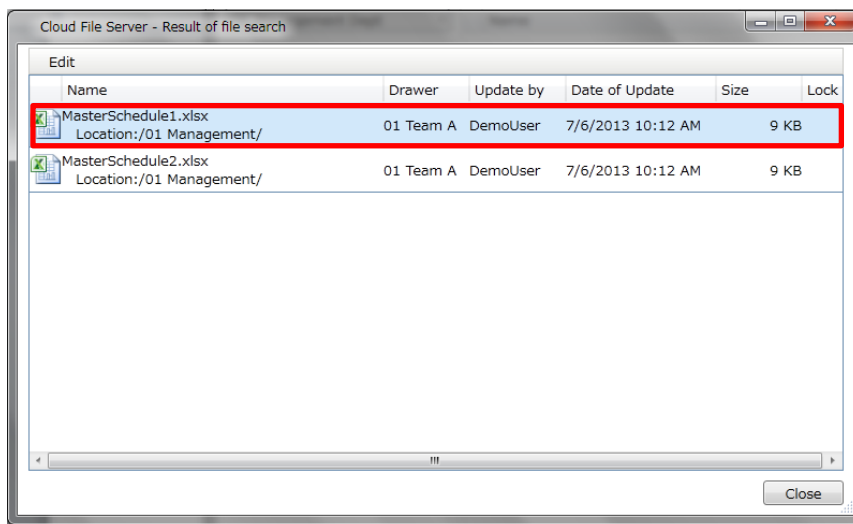 Cloud File Server - Result of file search
Edit
Name Drawer Update by Date of Update Size Lock
MasterSchedule1.xlsx
Location:/01 Management/
01 Team A DemoUser 7/6/2013 10:12 AM 9 KB
MasterSchedule2.xlsx
Location:/01 Management/
01 Team A DemoUser 7/6/2013 10:12 AM 9 KB
Close